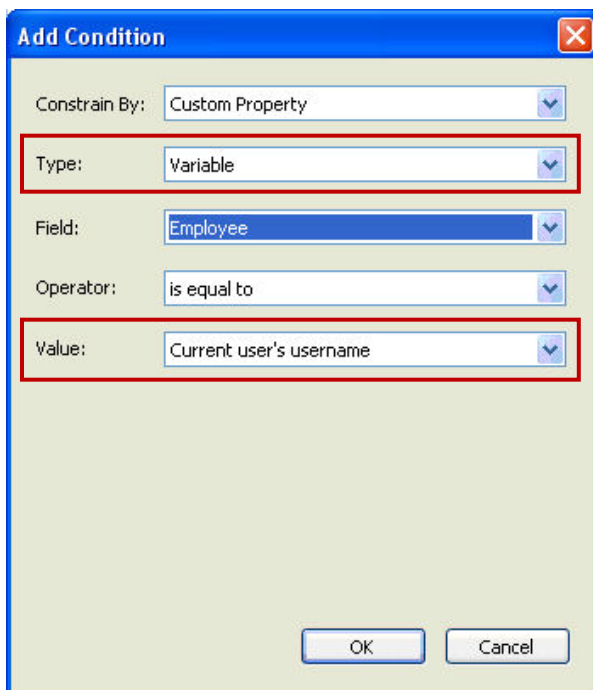 Add Condition
Constrain By: Custom Property
Type: Variable
Field: Employee
Operator: is equal to
Value: Current user's username
OK Cancel